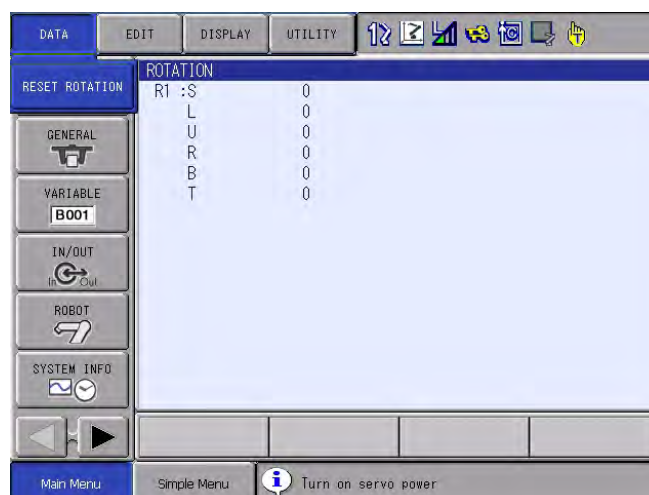 DATA EDIT DISPLAY UTILITY
RESET ROTATION
ROTATION
R1 :S 0
L 0
U 0
R 0
B 0
T 0
GENERAL
VARIABLE
B001
IN/OUT
In Out
ROBOT
SYSTEM INFO
Main Menu Simple Menu Turn on servo power